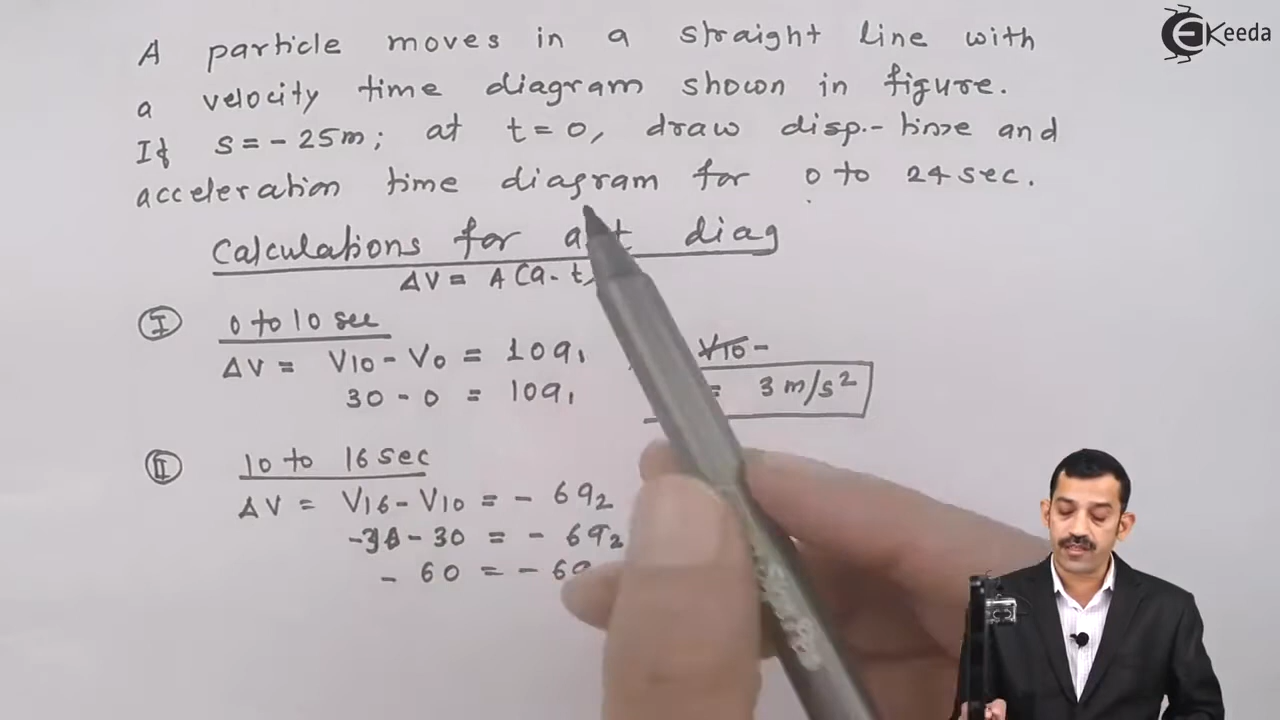 Keeda
A particle moves in a straight line with
a velocity time diagram shown in figure.
If s = - 25m; at t = 0, draw disp.- time and
acceleration time diagram for 0 to 24 sec.
Calculations for diag
ΔV = A (a - t
I 0 to 10 sec
ΔV = V10 - V0 = 10a1
30 - 0 = 10a1
V10 -
= 3 m/s2
II 10 to 16 sec
ΔV = V16 - V10 = - 6a2
- 30 = - 6a2
- 60 = - 6